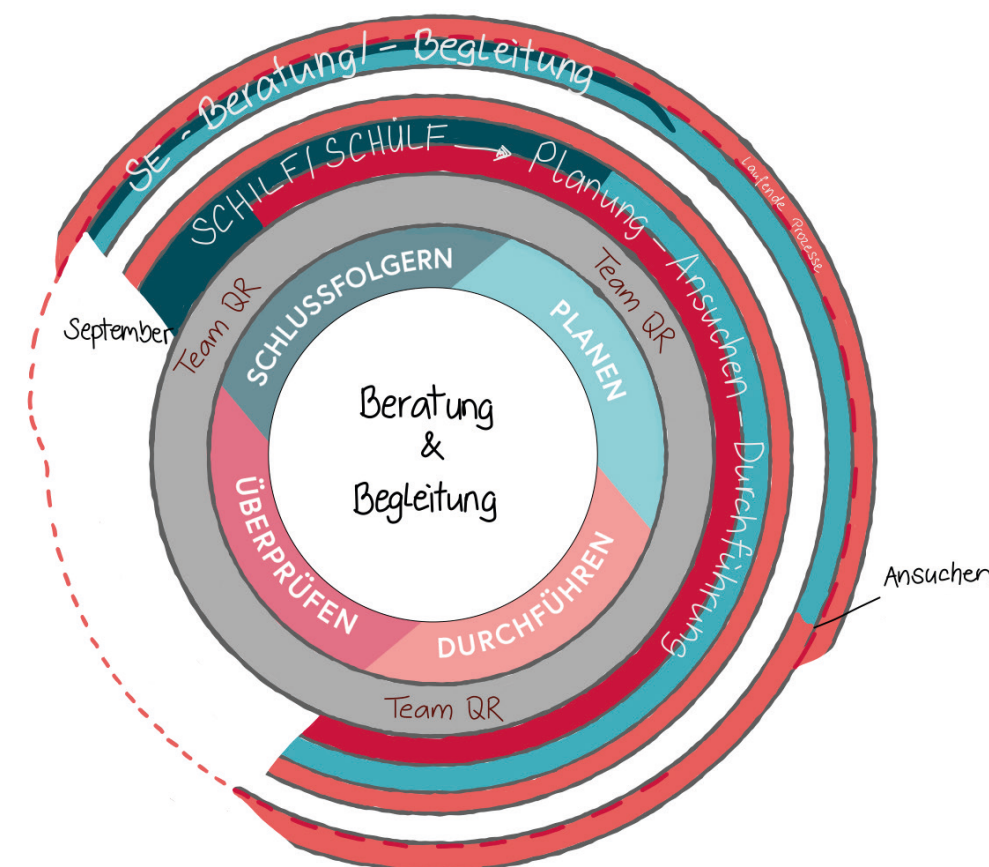 SE - Beratung/ - Begleitung
Laufende Prozesse
SCHILF/SCHÜLF → Planung - Ansuchen - Durchführung
September
Team QR
Team QR
Team QR
SCHLUSSFOLGERN
PLANEN
DURCHFÜHREN
ÜBERPRÜFEN
Beratung
&
Begleitung
Ansuchen